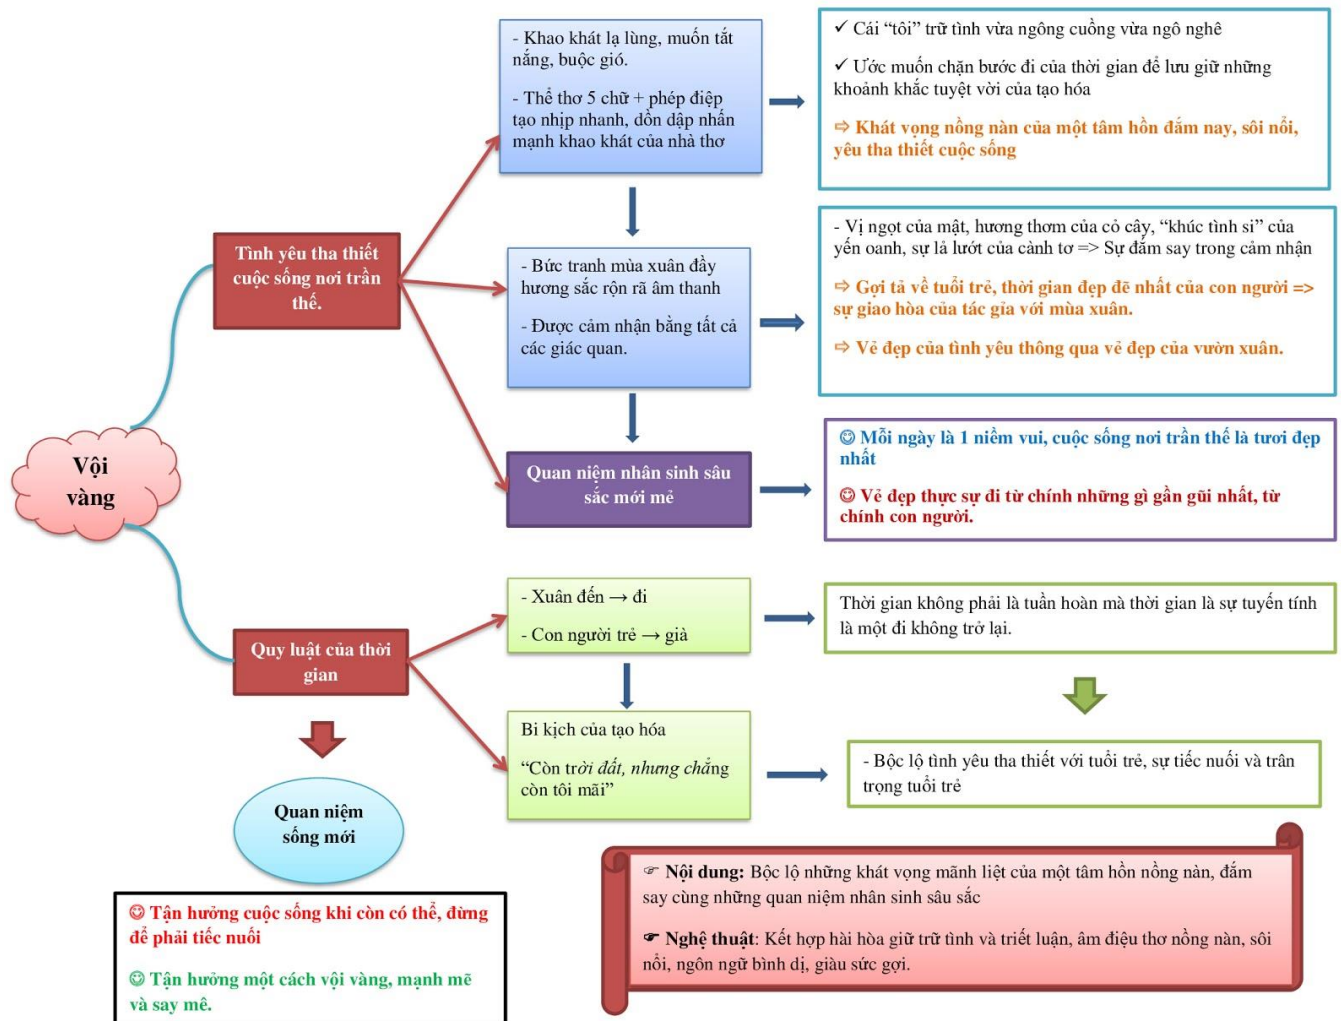 Vội
vàng
Tình yêu tha thiết
cuộc sống nơi trần
thế.
- Khao khát lạ lùng, muốn tắt
nắng, buộc gió.
- Thể thơ 5 chữ + phép điệp
tạo nhịp nhanh, dồn dập nhấn
mạnh khao khát của nhà thơ
✓ Cái “tôi” trữ tình vừa ngông cuồng vừa ngô nghê
✓ Ước muốn chặn bước đi của thời gian để lưu giữ những
khoảnh khắc tuyệt vời của tạo hóa
⇨ Khát vọng nồng nàn của một tâm hồn đắm nay, sôi nổi,
yêu tha thiết cuộc sống
- Bức tranh mùa xuân đầy
hương sắc rộn rã âm thanh
- Được cảm nhận bằng tất cả
các giác quan.
- Vị ngọt của mật, hương thơm của cỏ cây, “khúc tình si” của
yến oanh, sự lả lướt của cành tơ => Sự đắm say trong cảm nhận
⇨ Gợi tả về tuổi trẻ, thời gian đẹp đẽ nhất của con người =>
sự giao hòa của tác gỉa với mùa xuân.
⇨ Vẻ đẹp của tình yêu thông qua vẻ đẹp của vườn xuân.
Quan niệm nhân sinh sâu
sắc mới mẻ
☺ Mỗi ngày là 1 niềm vui, cuộc sống nơi trần thế là tươi đẹp
nhất
☺ Vẻ đẹp thực sự đi từ chính những gì gần gũi nhất, từ
chính con người.
Quy luật của thời
gian
- Xuân đến → đi
- Con người trẻ → già
Thời gian không phải là tuần hoàn mà thời gian là sự tuyến tính
là một đi không trở lại.
Bi kịch của tạo hóa
“Còn trời đất, nhưng chẳng
còn tôi mãi”
- Bộc lộ tình yêu tha thiết với tuổi trẻ, sự tiếc nuối và trân
trọng tuổi trẻ
Quan niệm
sống mới
☺ Tận hưởng cuộc sống khi còn có thể, đừng
để phải tiếc nuối
☺ Tận hưởng một cách vội vàng, mạnh mẽ
và say mê.
☞ Nội dung: Bộc lộ những khát vọng mãnh liệt của một tâm hồn nồng nàn, đắm
say cùng những quan niệm nhân sinh sâu sắc
☛ Nghệ thuật: Kết hợp hài hòa giữ trữ tình và triết luận, âm điệu thơ nồng nàn, sôi
nổi, ngôn ngữ bình dị, giàu sức gợi.